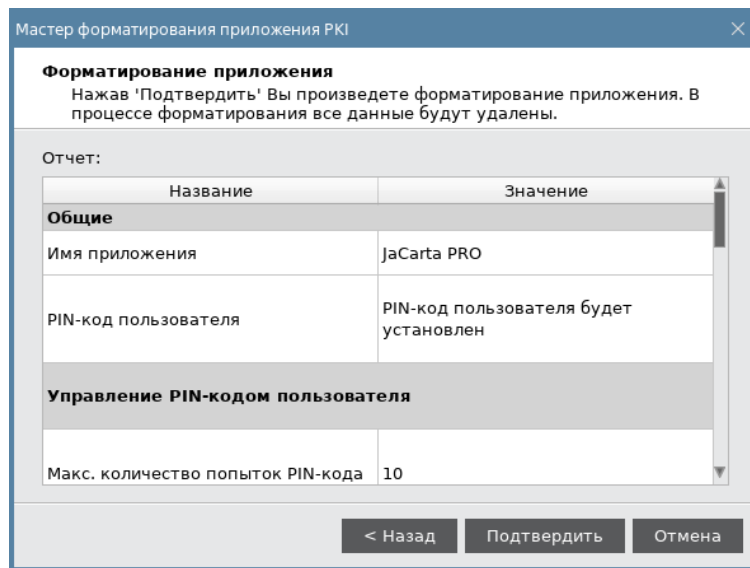 Мастер форматирования приложения PKI
Форматирование приложения
Нажав 'Подтвердить' Вы произведете форматирование приложения. В
процессе форматирования все данные будут удалены.
Отчет:
Название Значение
Общие
Имя приложения JaCarta PRO
PIN-код пользователя PIN-код пользователя будет
установлен
Управление PIN-кодом пользователя
Макс. количество попыток PIN-кода 10
< Назад Подтвердить Отмена